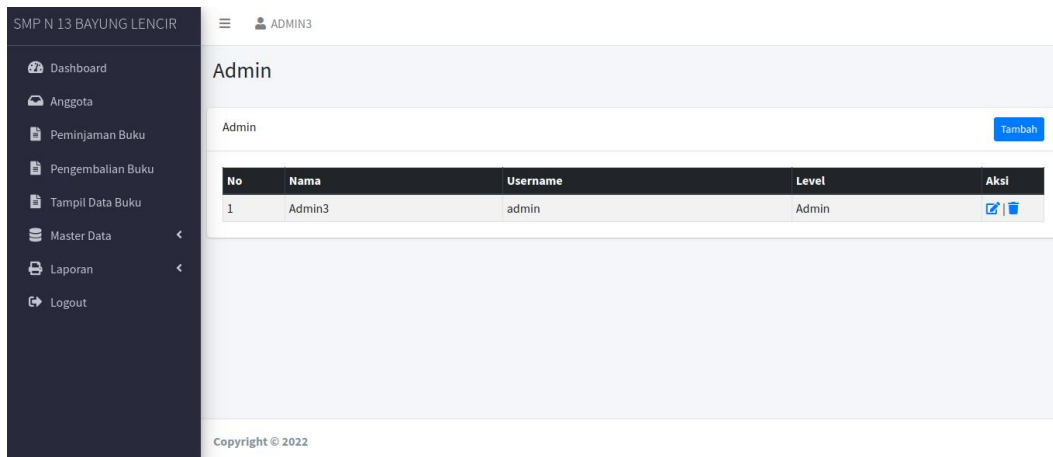 SMP N 13 BAYUNG LENCIR
Dashboard
Anggota
Peminjaman Buku
Pengembalian Buku
Tampil Data Buku
Master Data
Laporan
Logout
ADMIN3
Admin
Admin Tambah
No Nama Username Level Aksi
1 Admin3 admin Admin |
Copyright © 2022